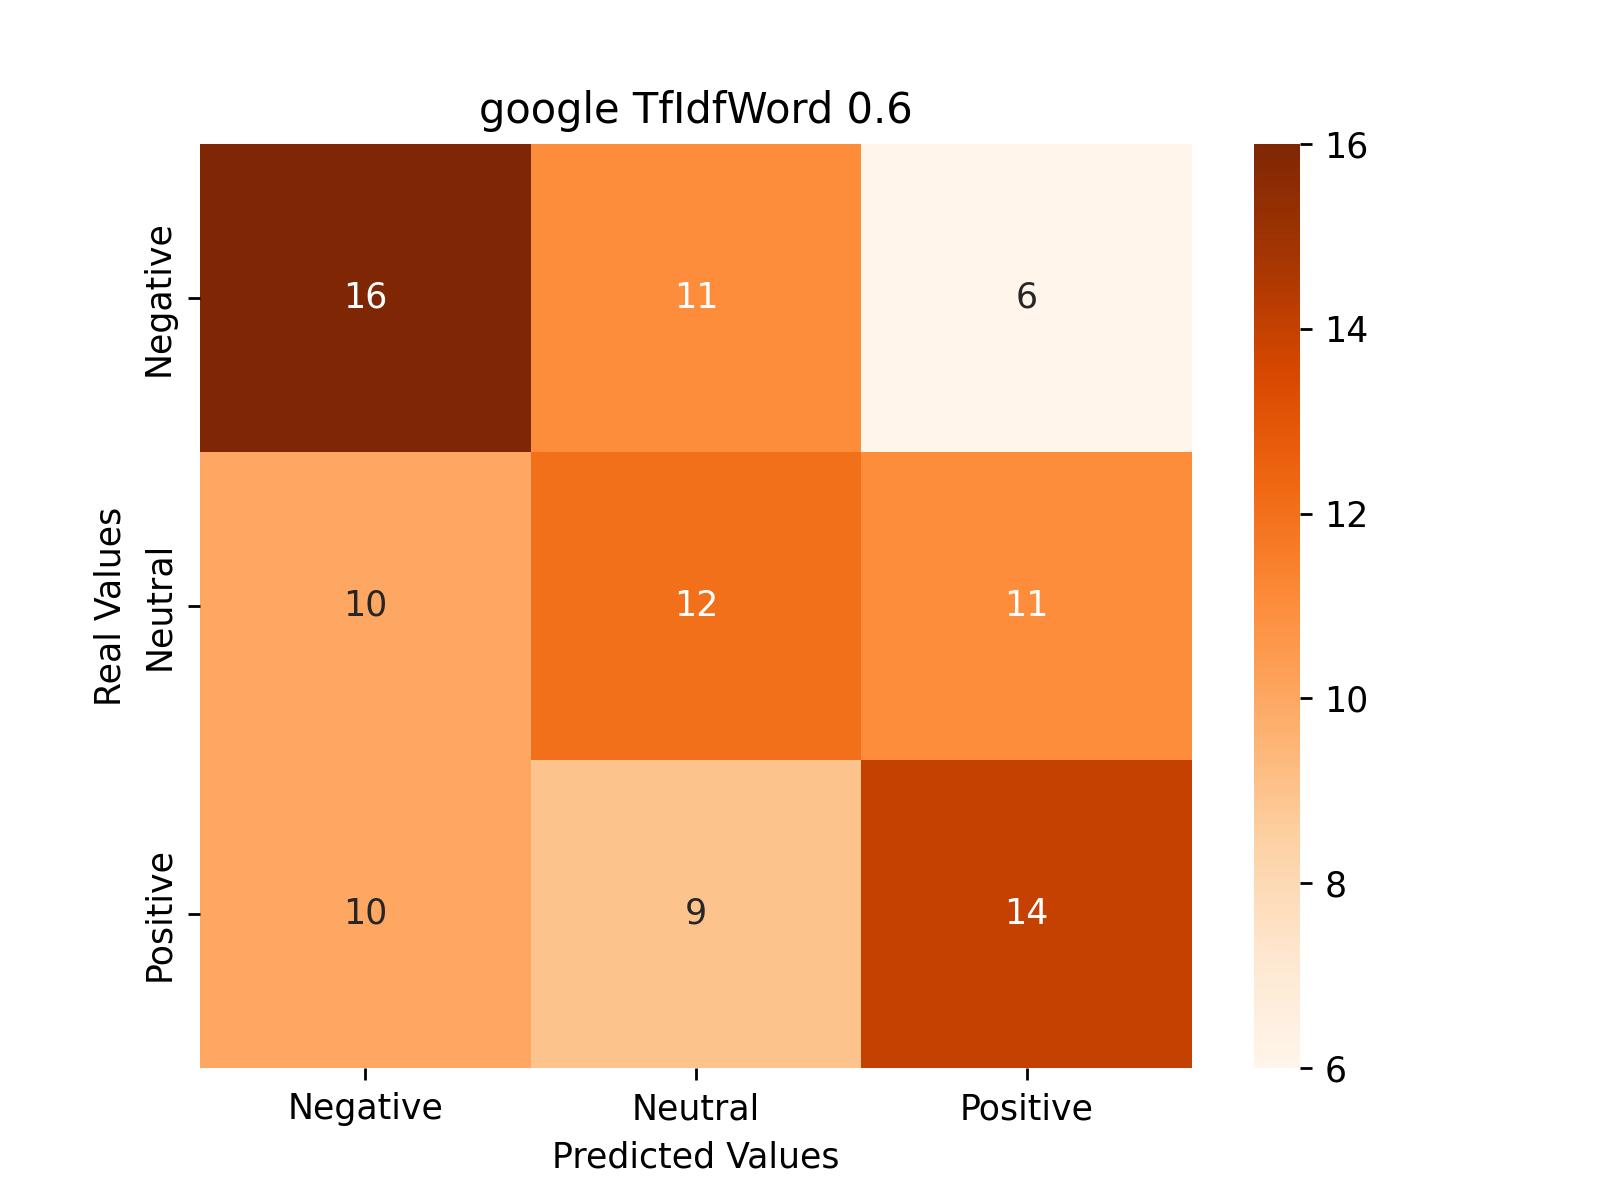 google TfIdfWord 0.6
Real Values
Negative
Neutral
Positive
16 11 6
10 12 11
10 9 14
Negative Neutral Positive
Predicted Values
16
14
12
10
8
6